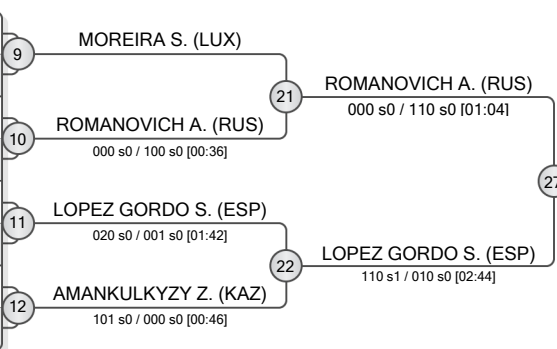 9
MOREIRA S. (LUX)
21
ROMANOVICH A. (RUS)
000 s0 / 110 s0 [01:04]
10
ROMANOVICH A. (RUS)
000 s0 / 100 s0 [00:36]
27
11
LOPEZ GORDO S. (ESP)
020 s0 / 001 s0 [01:42]
22
LOPEZ GORDO S. (ESP)
110 s1 / 010 s0 [02:44]
12
AMANKULKYZY Z. (KAZ)
101 s0 / 000 s0 [00:46]